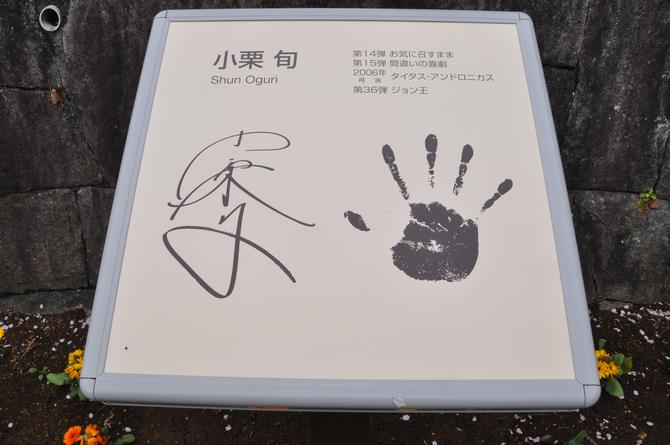 小栗 旬
Shun Oguri
第14弾 お気に召すまま
第15弾 間違いの喜劇
2006年再演 タイタス・アンドロニカス
第36弾 ジョン王